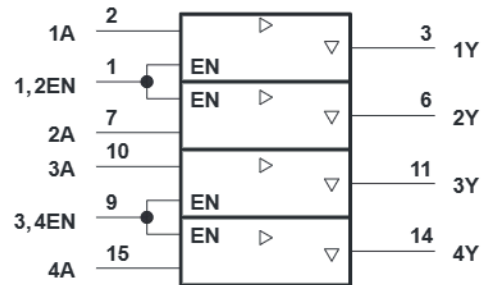 1A 2 3 1Y
1,2EN 1 EN
EN 6 2Y
2A 7
3A 10
11 3Y
3,4EN 9 EN
EN 14 4Y
4A 15